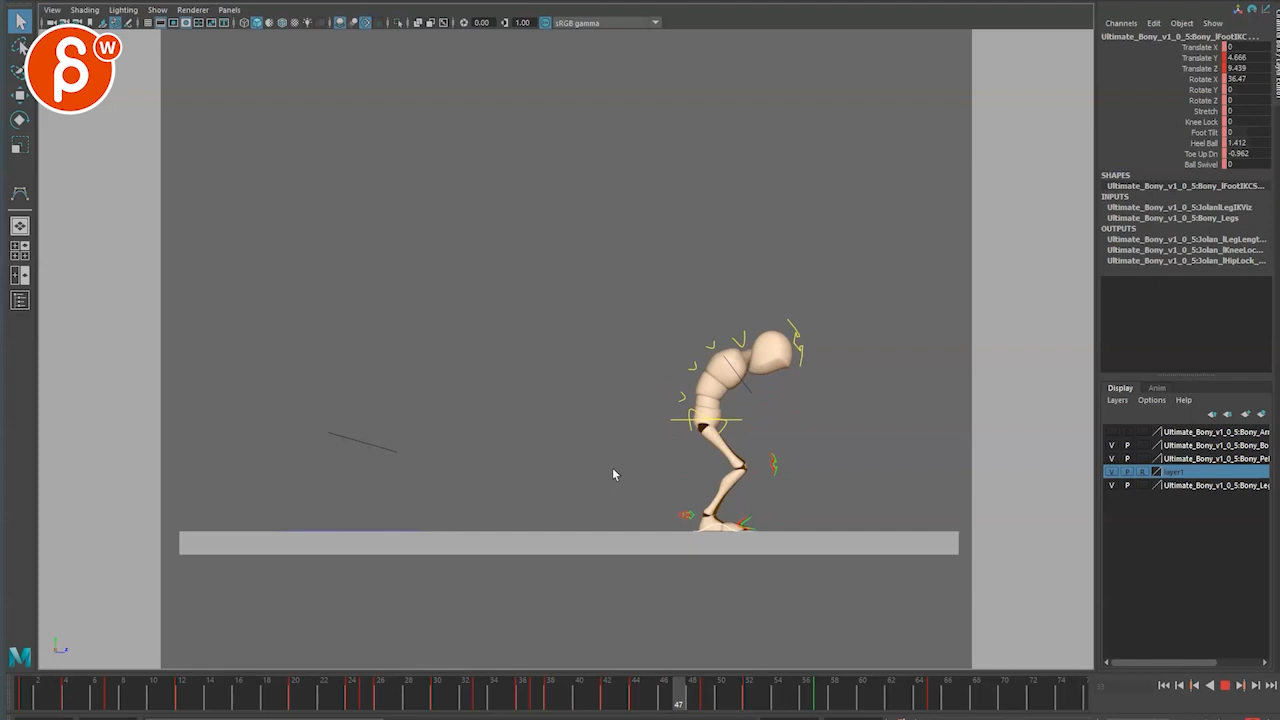 View Shading Lighting Show Renderer Panels
0.00 1.00 sRGB gamma
W
Channels Edit Object Show
Ultimate_Bony_v1_0_5:Bony_lFootIKC ...
Translate X 0
Translate Y 4.666
Translate Z 9.439
Rotate X 36.47
Rotate Y 0
Rotate Z 0
Stretch 0
Knee Lock 0
Foot Tilt 0
Heel Ball 1.412
Toe Up Dn -0.962
Ball Swivel 0
SHAPES
Ultimate_Bony_v1_0_5:Bony_lFootIKCS...
INPUTS
Ultimate_Bony_v1_0_5:JolanlLegIKViz
Ultimate_Bony_v1_0_5:Bony_Legs
OUTPUTS
Ultimate_Bony_v1_0_5:Jolan_lLegLengt...
Ultimate_Bony_v1_0_5:Jolan_lKneeLoc...
Ultimate_Bony_v1_0_5:Jolan_lHipLock_...
Display Anim
Layers Options Help
Ultimate_Bony_v1_0_5:Bony_Ar
V P Ultimate_Bony_v1_0_5:Bony_Bo
V P Ultimate_Bony_v1_0_5:Bony_Pe
V P R layer1
V P Ultimate_Bony_v1_0_5:Bony_Le
2 4 6 8 10 12 14 16 18 20 22 24 26 28 30 32 34 36 38 40 42 44 46 48 50 52 54 56 58 60 62 64 66 68 70 72 74 7
47